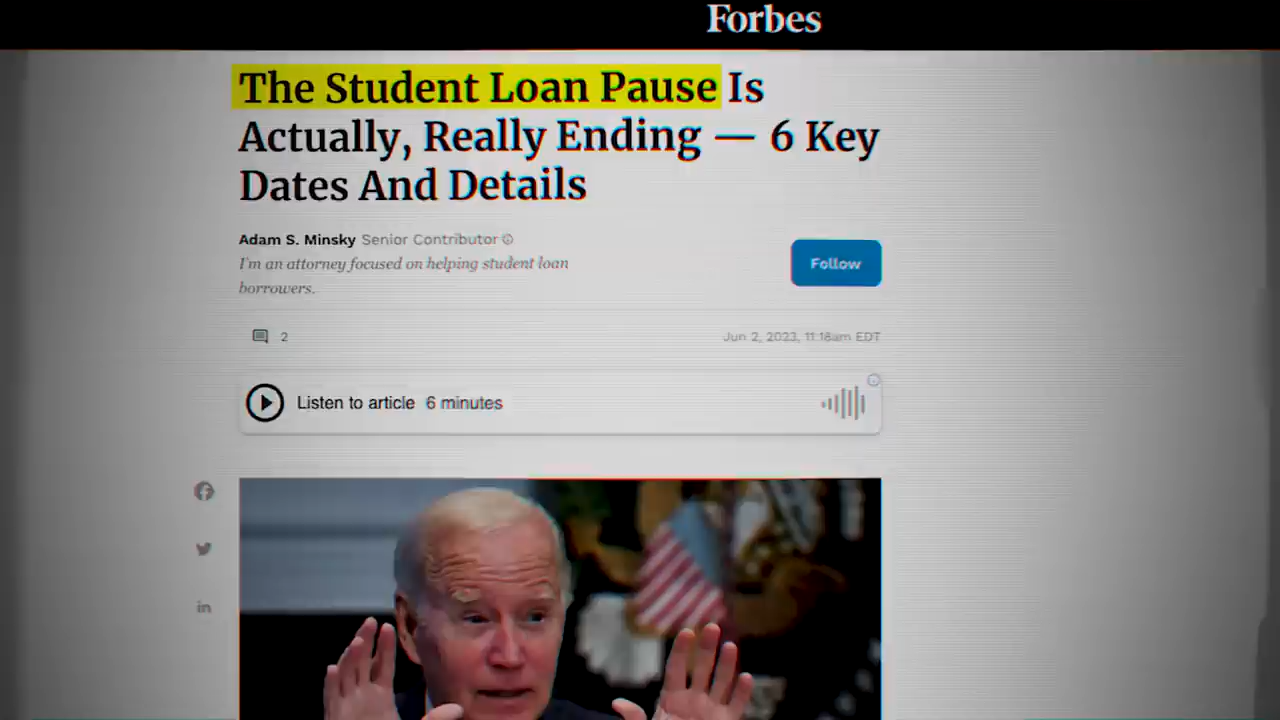 Forbes
The Student Loan Pause Is
Actually, Really Ending — 6 Key
Dates And Details
Adam S. Minsky Senior Contributor
I'm an attorney focused on helping student loan
borrowers.
Follow
2
Jun 2, 2023, 11:18am EDT
Listen to article 6 minutes